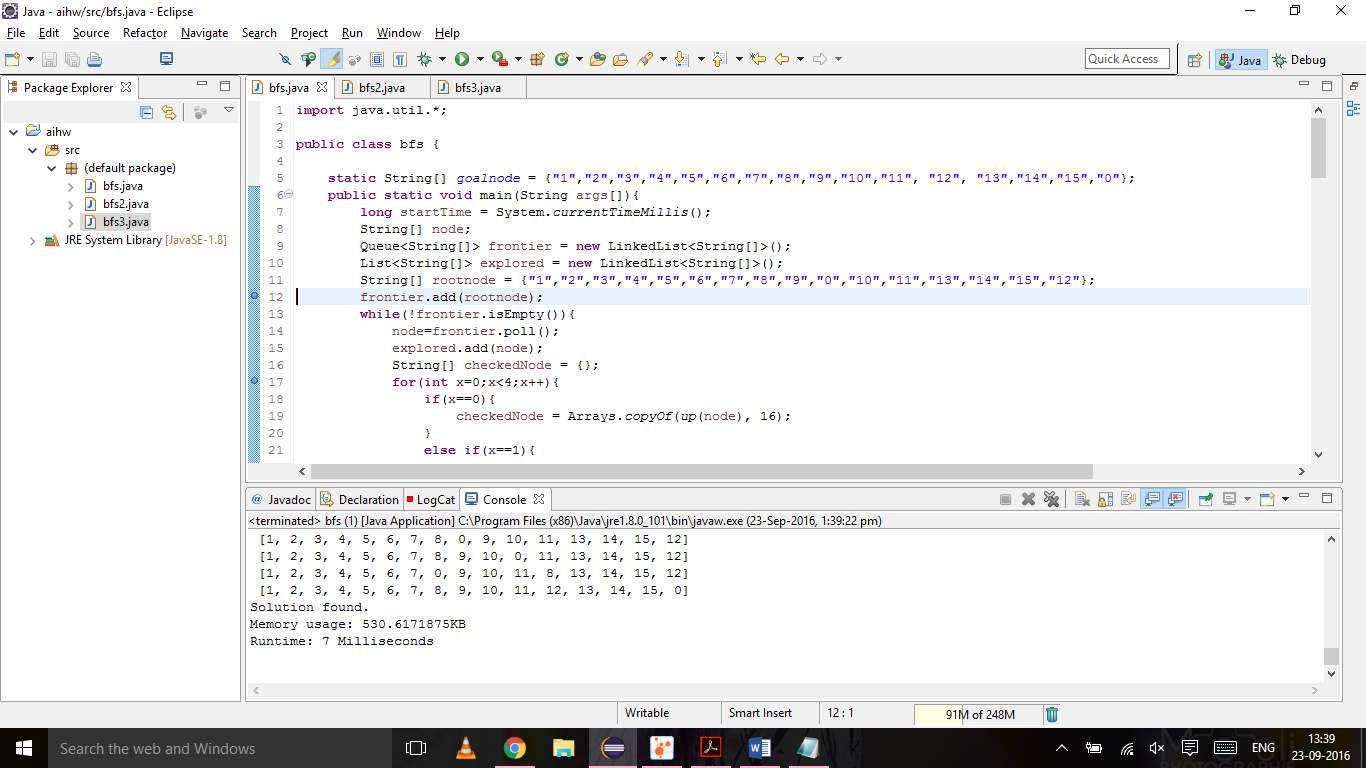 Java - aihw/src/bfs.java - Eclipse
File Edit Source Refactor Navigate Search Project Run Window Help
Quick Access Java Debug
Package Explorer
aihw
src
(default package)
bfs.java
bfs2.java
bfs3.java
JRE System Library [JavaSE-1.8]
bfs.java bfs2.java bfs3.java
1 import java.util.*;
2
3 public class bfs {
4
5 static String[] goalnode = {"1","2","3","4","5","6","7","8","9","10","11", "12", "13","14","15","0"};
6 public static void main(String args[]){
7 long startTime = System.currentTimeMillis();
8 String[] node;
9 Queue<String[]> frontier = new LinkedList<String[]>();
10 List<String[]> explored = new LinkedList<String[]>();
11 String[] rootnode = {"1","2","3","4","5","6","7","8","9","0","10","11","13","14","15","12"};
12 frontier.add(rootnode);
13 while(!frontier.isEmpty()){
14 node=frontier.poll();
15 explored.add(node);
16 String[] checkedNode = {};
17 for(int x=0;x<4;x++){
18 if(x==0){
19 checkedNode = Arrays.copyOf(up(node), 16);
20 }
21 else if(x==1){
@ Javadoc Declaration LogCat Console
<terminated> bfs (1) [Java Application] C:\Program Files (x86)\Java\jre1.8.0_101\bin\javaw.exe (23-Sep-2016, 1:39:22 pm)
[1, 2, 3, 4, 5, 6, 7, 8, 0, 9, 10, 11, 13, 14, 15, 12]
[1, 2, 3, 4, 5, 6, 7, 8, 9, 10, 0, 11, 13, 14, 15, 12]
[1, 2, 3, 4, 5, 6, 7, 0, 9, 10, 11, 8, 13, 14, 15, 12]
[1, 2, 3, 4, 5, 6, 7, 8, 9, 10, 11, 12, 13, 14, 15, 0]
Solution found.
Memory usage: 530.6171875KB
Runtime: 7 Milliseconds
Writable Smart Insert 12 : 1 91M of 248M
Search the web and Windows
ENG
13:39
23-09-2016